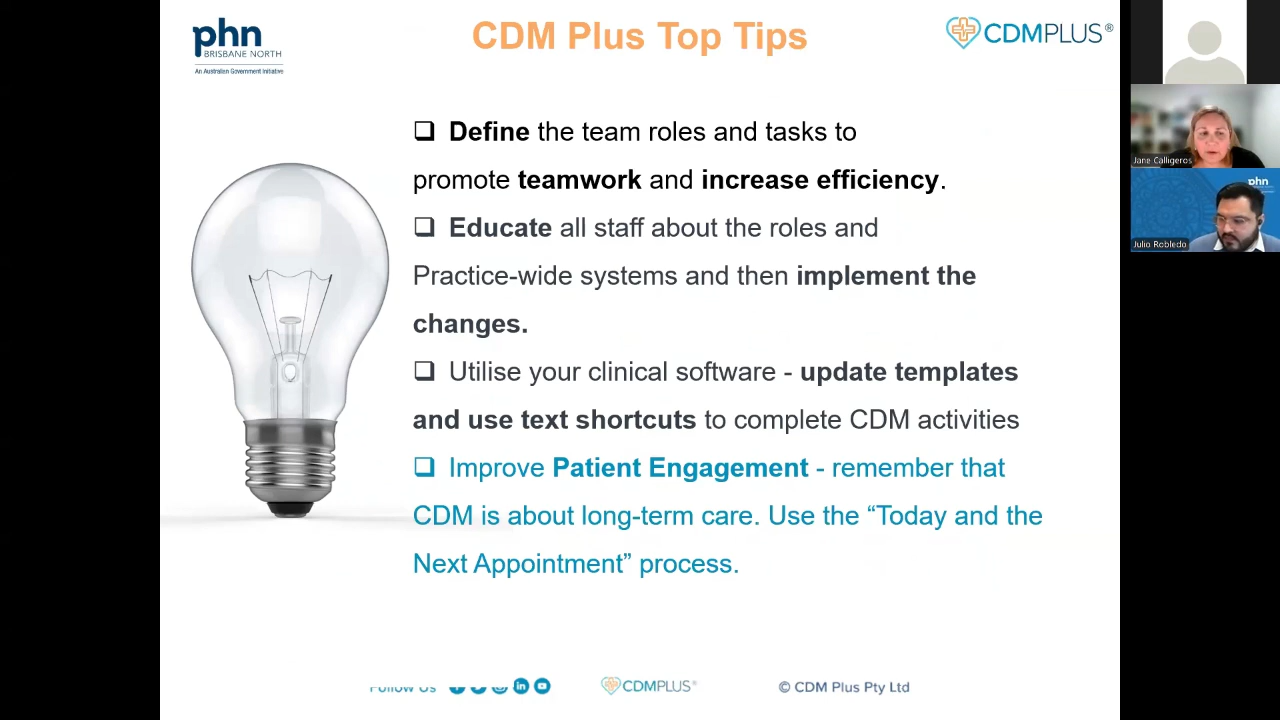 phn
BRISBANE NORTH
An Australian Government Initiative
CDM Plus Top Tips
CDMPLUS®
❑ Define the team roles and tasks to
promote teamwork and increase efficiency.
❑ Educate all staff about the roles and
Practice-wide systems and then implement the
changes.
❑ Utilise your clinical software - update templates
and use text shortcuts to complete CDM activities
❑ Improve Patient Engagement - remember that
CDM is about long-term care. Use the “Today and the
Next Appointment” process.
Follow Us
CDMPLUS®
© CDM Plus Pty Ltd
Jane Calligeros
phn
Julio Robledo